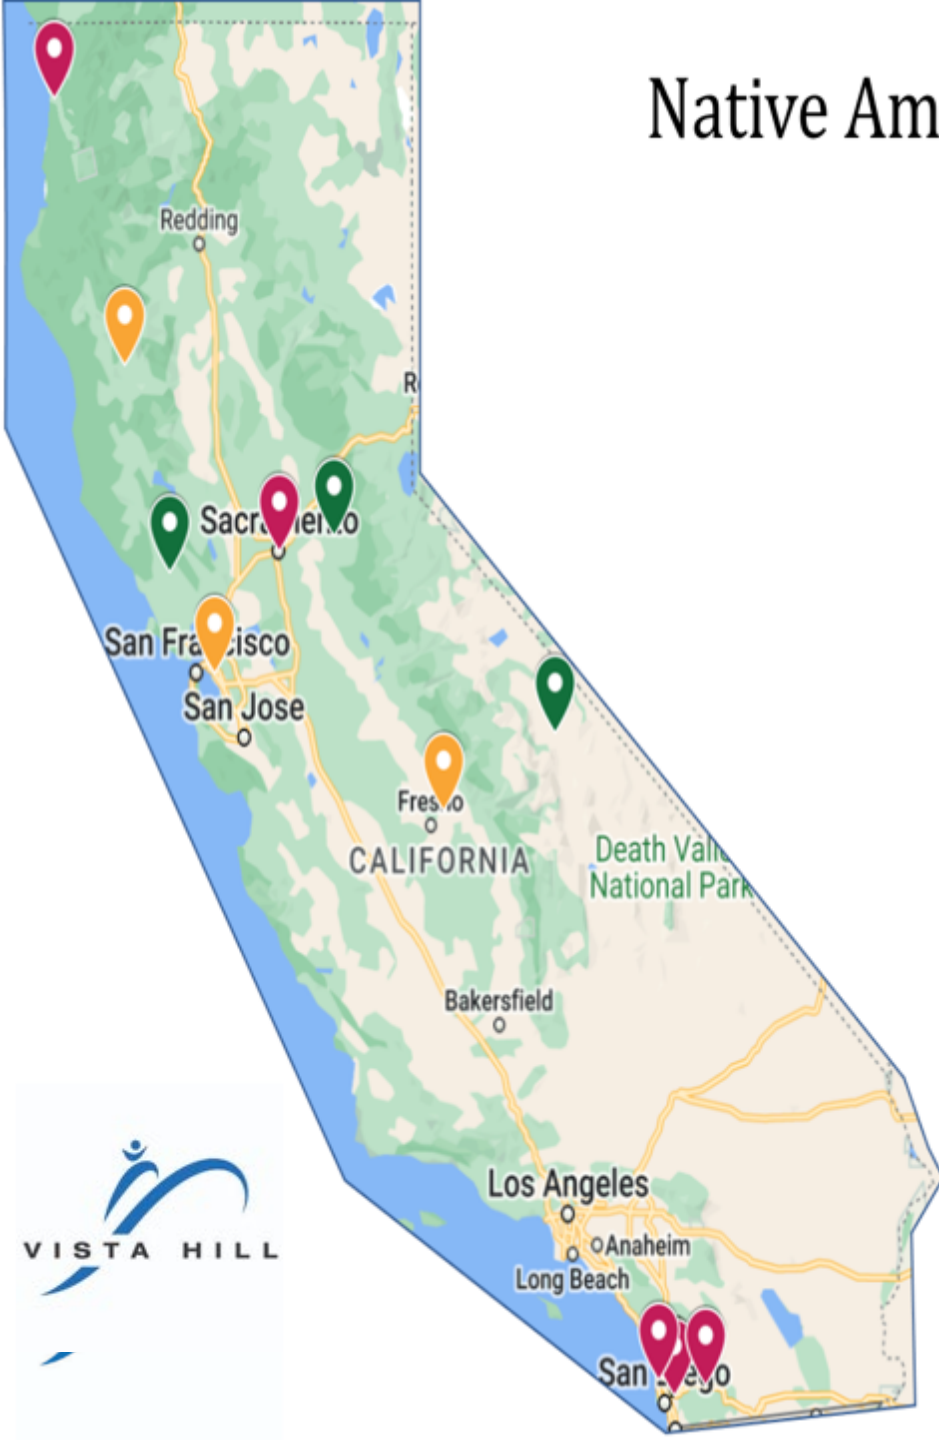 Native Am
Redding
R
Sacramento
San Francisco
San Jose
Fresno
CALIFORNIA
Death Valle
National Park
Bakersfield
Los Angeles
Anaheim
Long Beach
San Diego
VISTA HILL